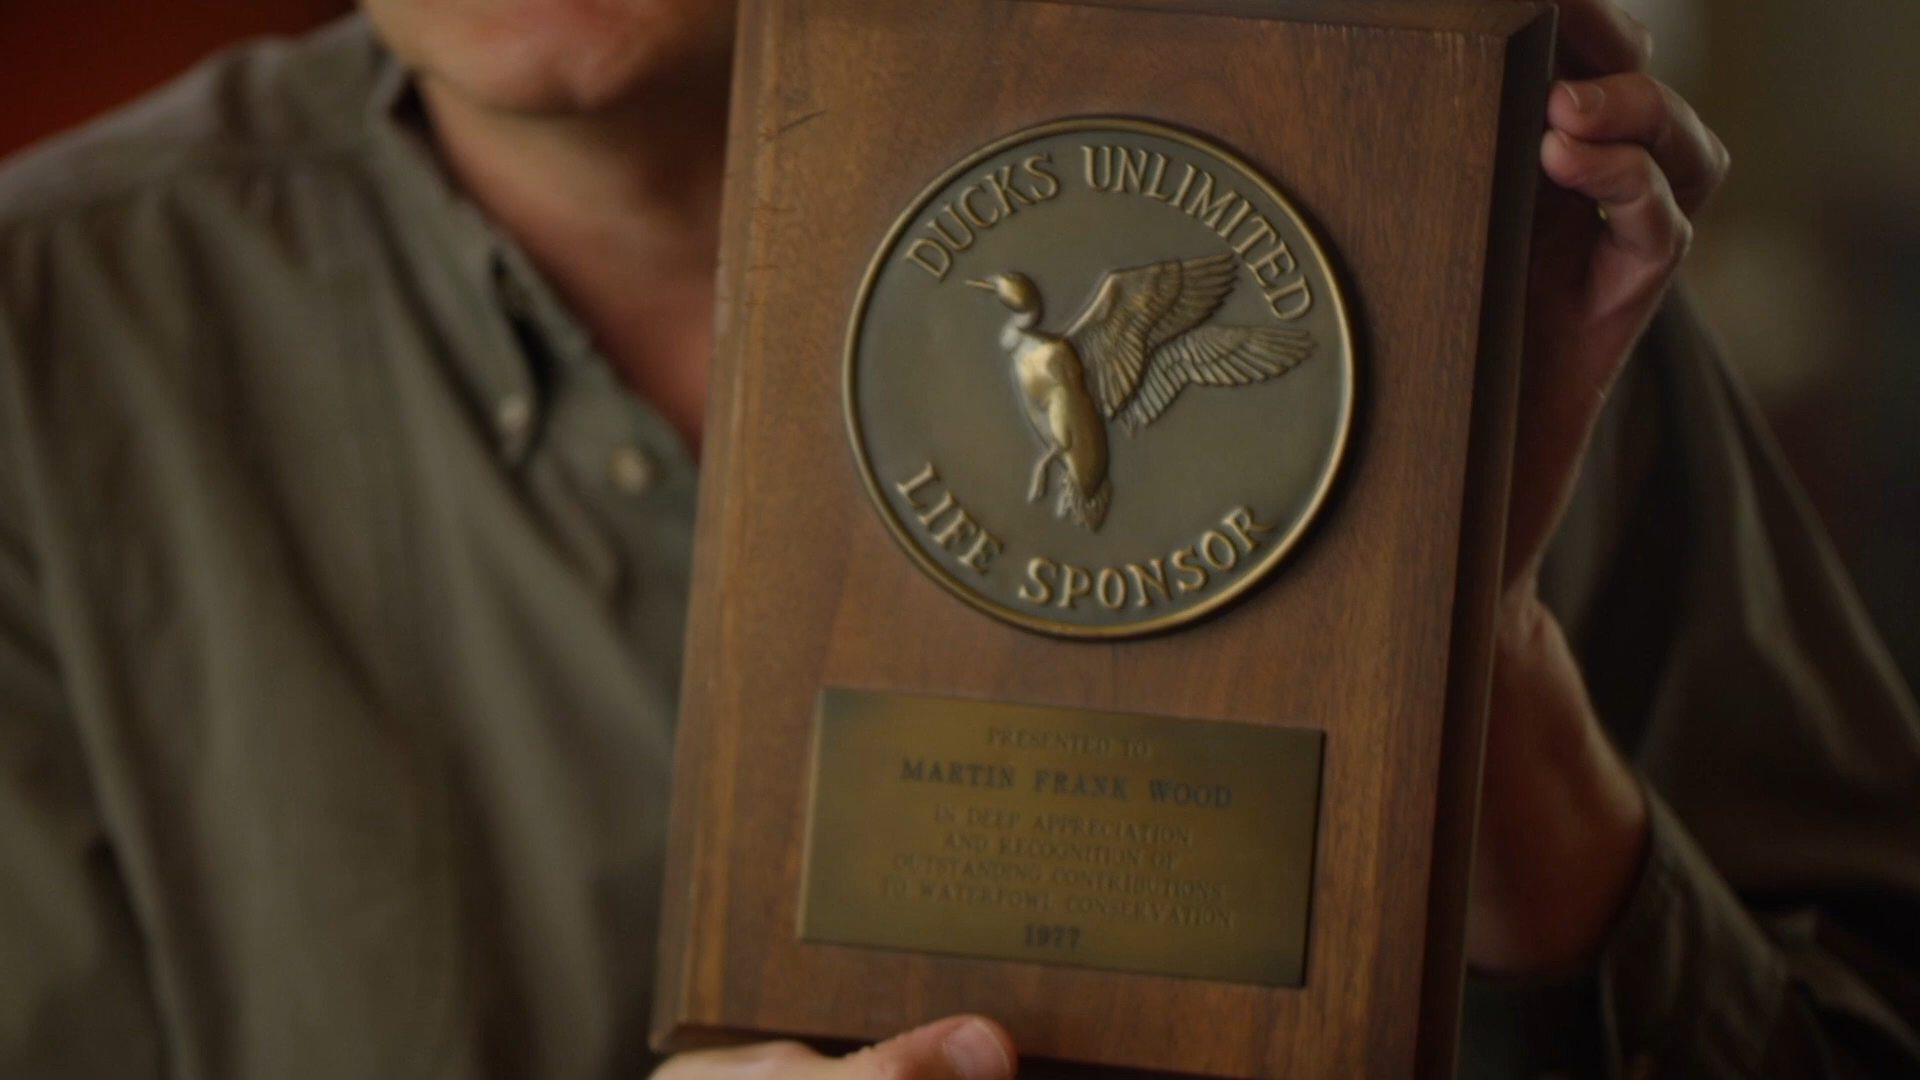 DUCKS UNLIMITED
LIFE SPONSOR
PRESENTED TO
MARTIN FRANK WOOD
IN DEEP APPRECIATION
AND RECOGNITION OF
OUTSTANDING CONTRIBUTIONS
TO WATERFOWL CONSERVATION
1977